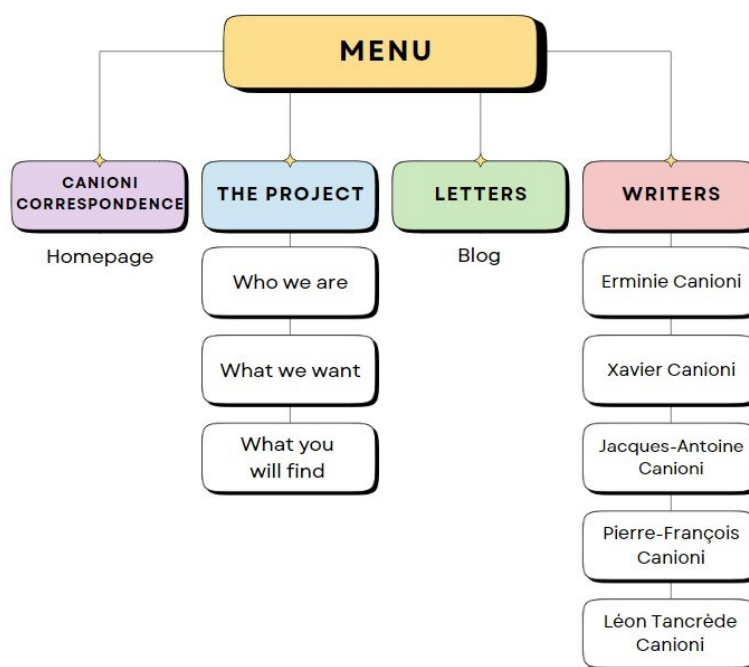 MENU
CANIONI
CORRESPONDENCE
Homepage
THE PROJECT
Who we are
What we want
What you
will find
LETTERS
Blog
WRITERS
Erminie Canioni
Xavier Canioni
Jacques-Antoine
Canioni
Pierre-François
Canioni
Léon Tancrède
Canioni